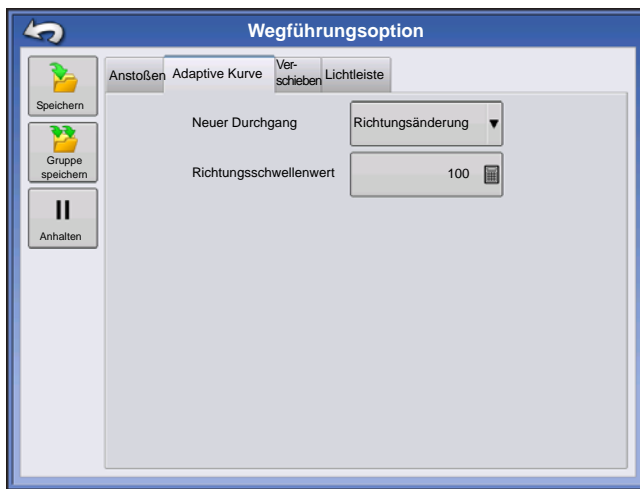 Wegführungsoption
Speichern
Gruppe
speichern
Anhalten
Anstoßen
Adaptive Kurve
Ver-
schieben
Lichtleiste
Neuer Durchgang
Richtungsänderung
Richtungsschwellenwert
100